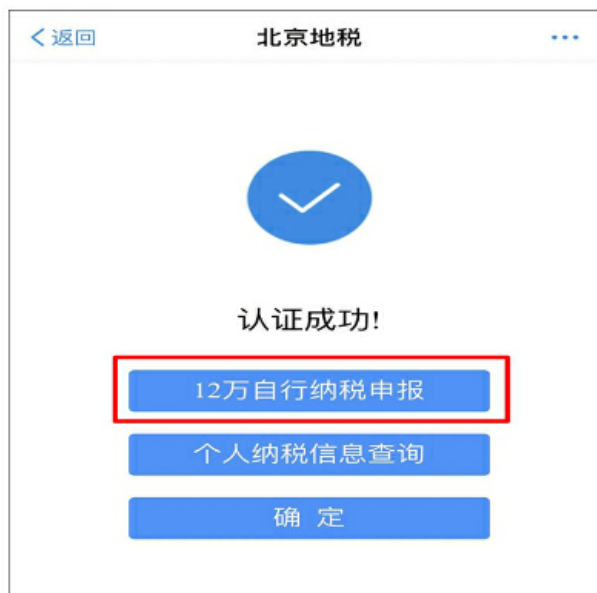 返回 北京地税 ...
认证成功!
12万自行纳税申报
个人纳税信息查询
确 定